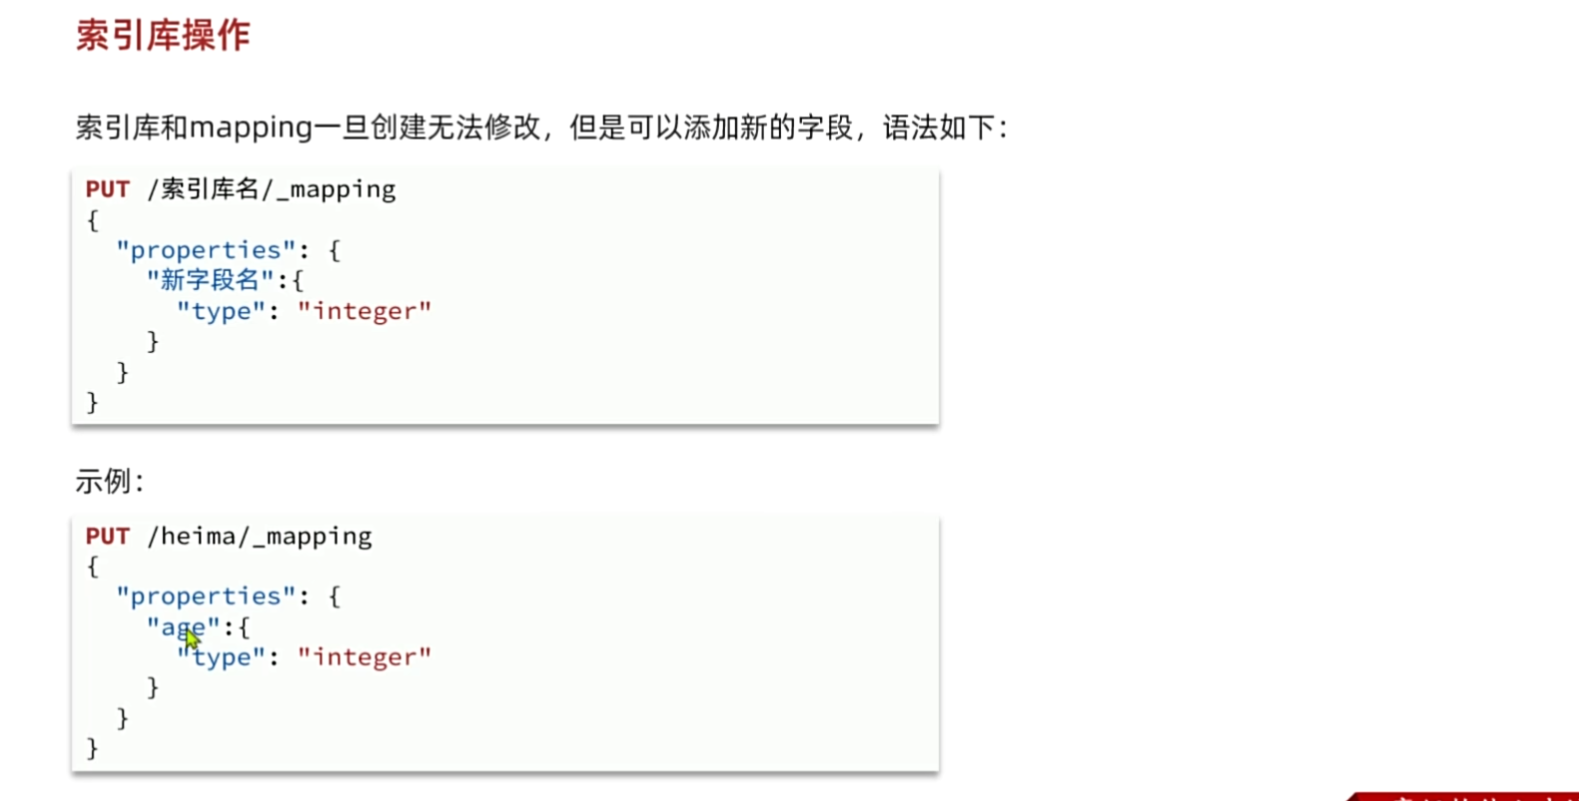 索引库操作
索引库和mapping一旦创建无法修改，但是可以添加新的字段，语法如下：
PUT /索引库名/_mapping
{
  "properties": {
    "新字段名":{
      "type": "integer"
    }
  }
}
示例：
PUT /heima/_mapping
{
  "properties": {
    "age":{
      "type": "integer"
    }
  }
}